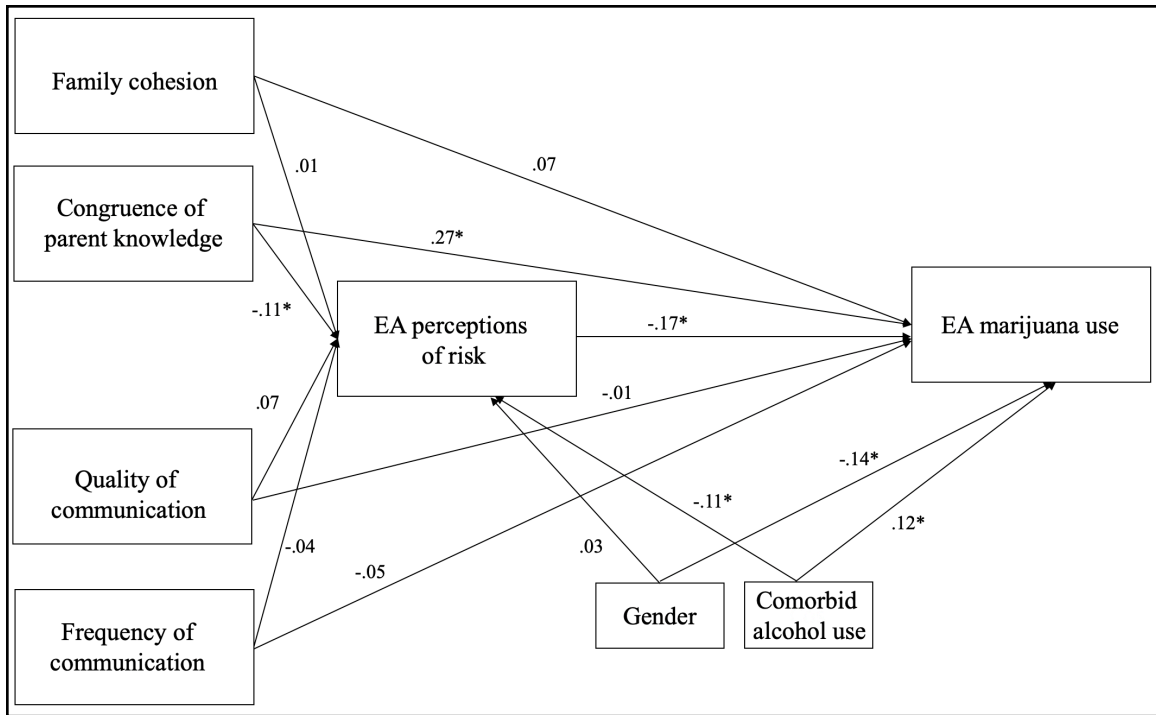 Family cohesion
.01
.07
Congruence of
parent knowledge
.27*
-.11*
EA perceptions
of risk
-.17*
EA marijuana use
.07
-.01
Quality of
communication
-.14*
-.11*
.12*
-.04
.03
-.05
Gender
Comorbid
alcohol use
Frequency of
communication